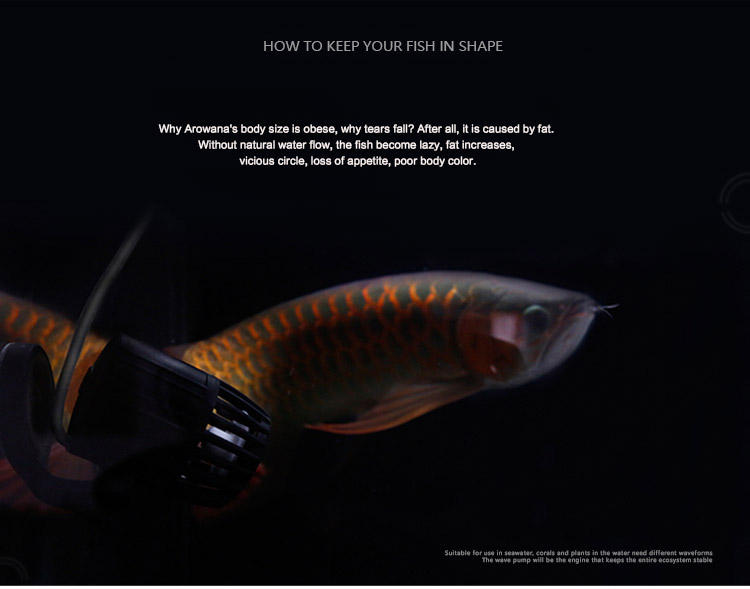 HOW TO KEEP YOUR FISH IN SHAPE
Why Arowana's body size is obese, why tears fall? After all, it is caused by fat.
Without natural water flow, the fish become lazy, fat increases,
vicious circle, loss of appetite, poor body color.
Suitable for use in seawater, corals and plants in the water need different waveforms
The wave pump will be the engine that keeps the entire ecosystem stable